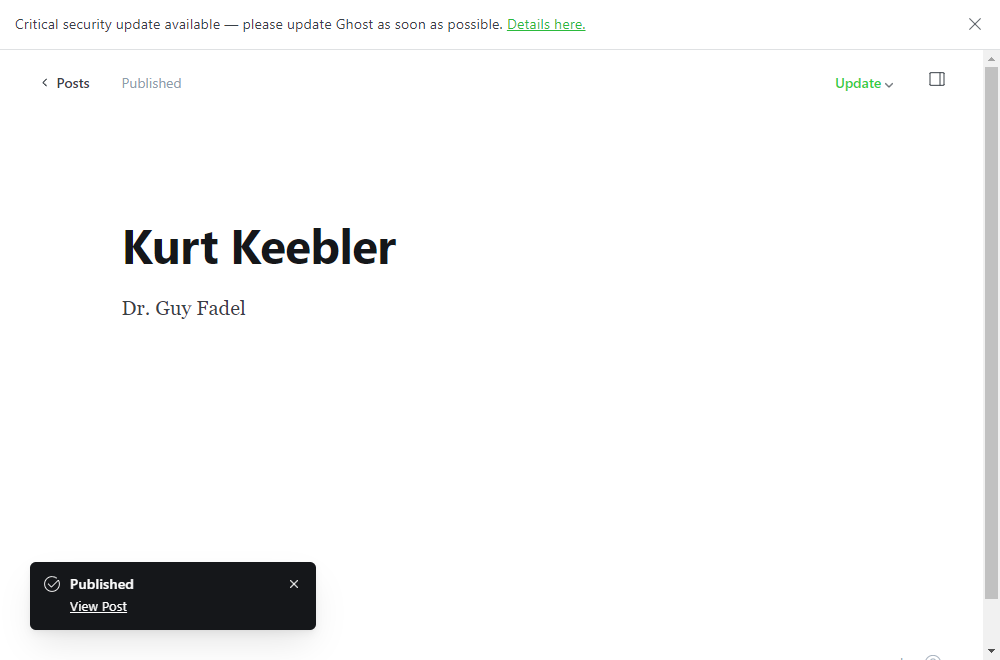 Critical security update available — please update Ghost as soon as possible. Details here.
Posts
Published
Update
Kurt Keebler
Dr. Guy Fadel
Published
View Post